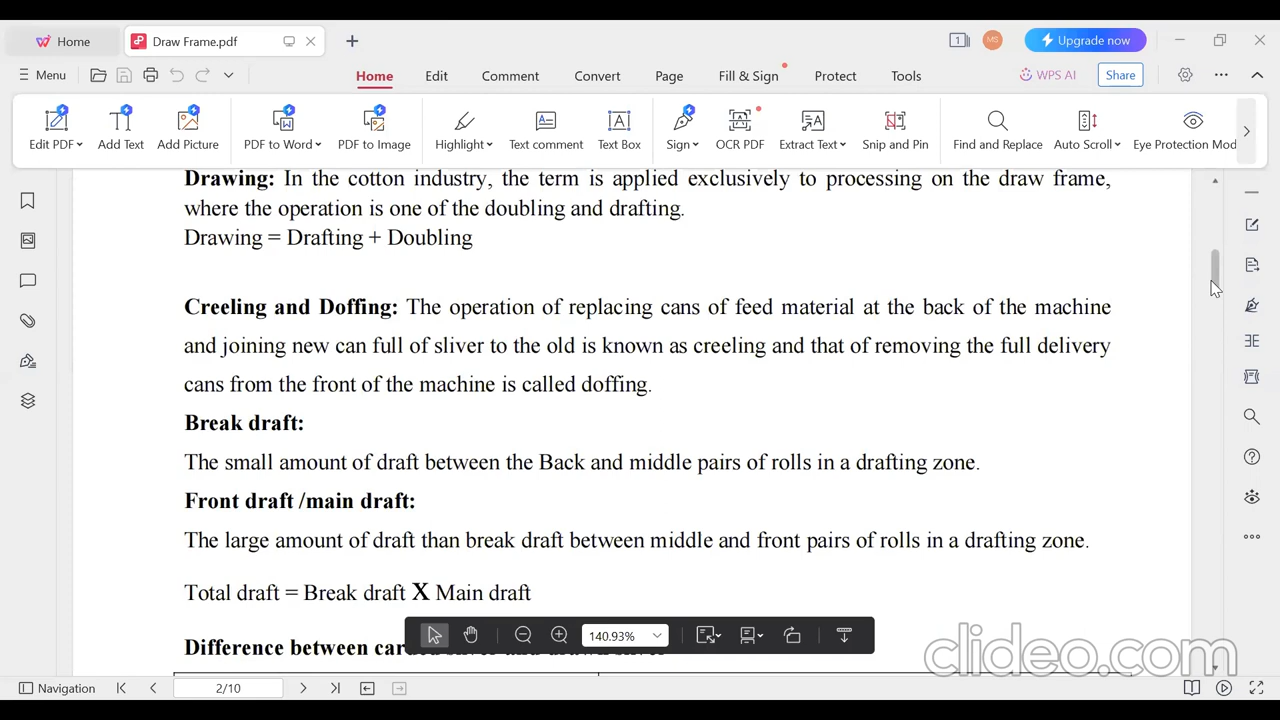 Home
Draw Frame.pdf
1
MS
Upgrade now
Menu
Home
Edit
Comment
Convert
Page
Fill & Sign
Protect
Tools
WPS AI
Share
Edit PDF
Add Text
Add Picture
PDF to Word
PDF to Image
Highlight
Text comment
Text Box
Sign
OCR PDF
Extract Text
Snip and Pin
Find and Replace
Auto Scroll
Eye Protection Mod
Drawing: In the cotton industry, the term is applied exclusively to processing on the draw frame,
where the operation is one of the doubling and drafting.
Drawing = Drafting + Doubling
Creeling and Doffing: The operation of replacing cans of feed material at the back of the machine
and joining new can full of sliver to the old is known as creeling and that of removing the full delivery
cans from the front of the machine is called doffing.
Break draft:
The small amount of draft between the Back and middle pairs of rolls in a drafting zone.
Front draft /main draft:
The large amount of draft than break draft between middle and front pairs of rolls in a drafting zone.
Total draft = Break draft X Main draft
140.93%
Difference between carded sliver and drawn sliver
clideo.com
Navigation
2/10